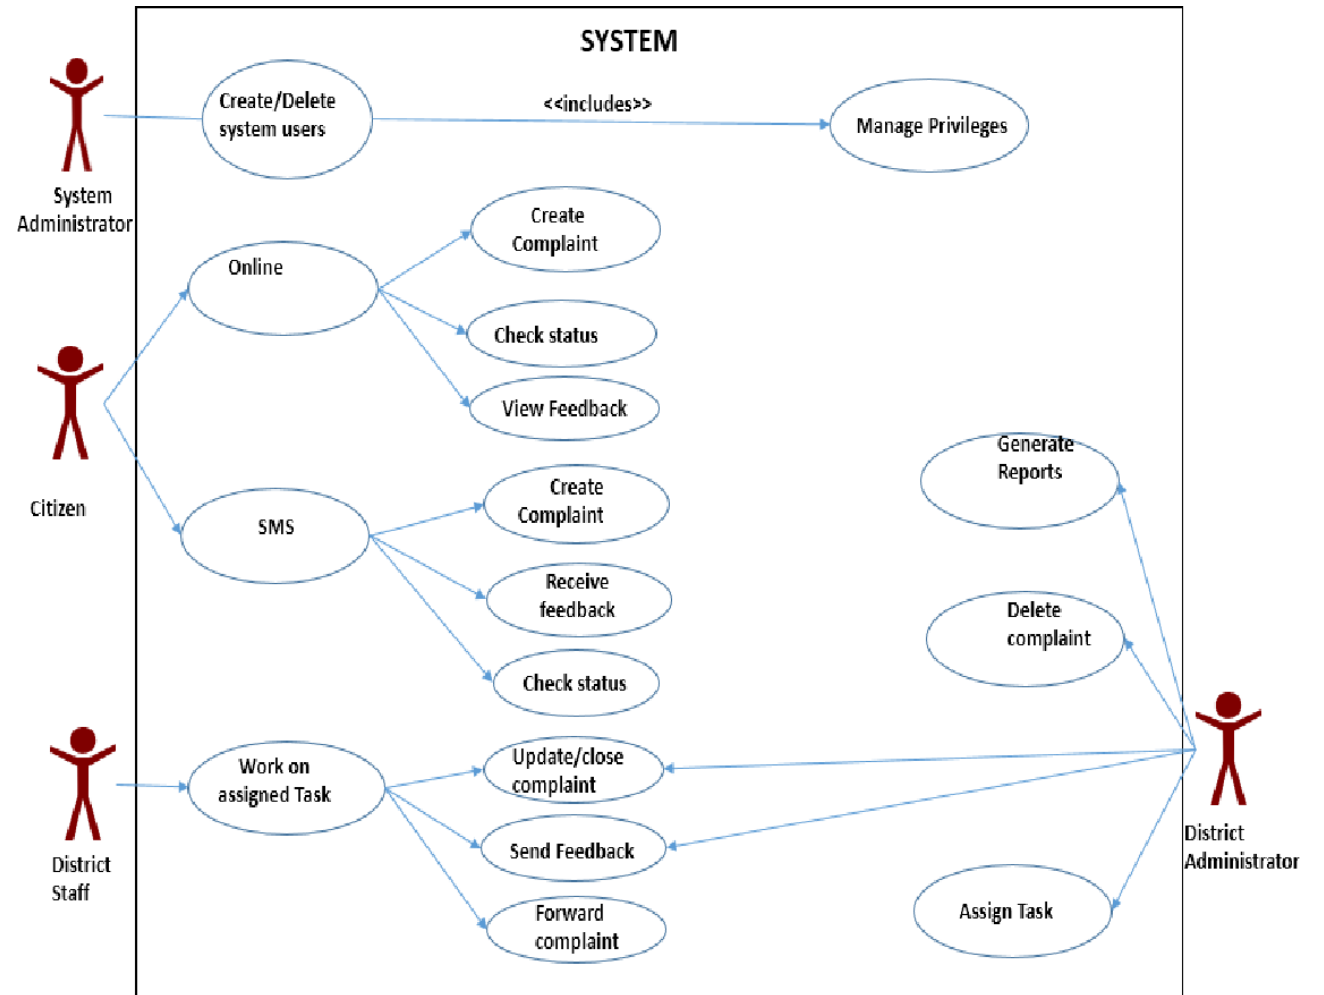 SYSTEM
Create/Delete
system users
<<includes>>
Manage Privileges
System
Administrator
Create
Complaint
Online
Check status
View Feedback
Citizen
SMS
Create
Complaint
Receive
feedback
Check status
Generate
Reports
Delete
complaint
Work on
assigned Task
Update/close
complaint
Send Feedback
Forward
complaint
District
Staff
District
Administrator
Assign Task